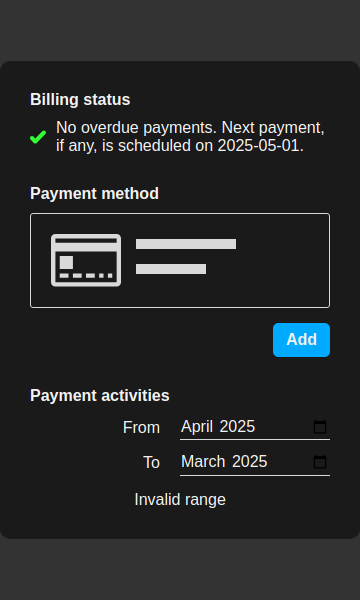 Billing status
No overdue payments. Next payment,
if any, is scheduled on 2025-05-01.
Payment method
Add
Payment activities
From April 2025
To March 2025
Invalid range